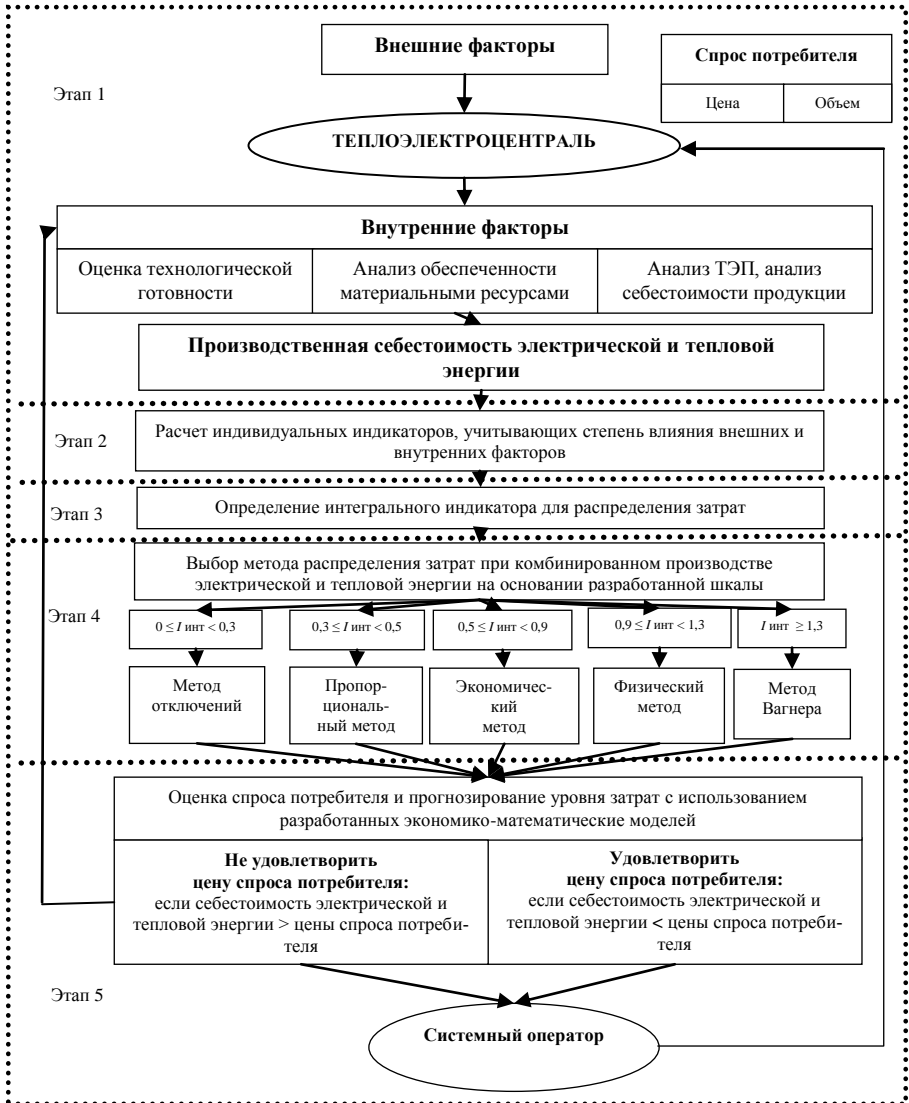 Внешние факторы
Спрос потребителя
Цена
Объем
Этап 1
ТЕПЛОЭЛЕКТРОЦЕНТРАЛЬ
Внутренние факторы
Оценка технологической
готовности
Анализ обеспеченности
материальными ресурсами
Анализ ТЭП, анализ
себестоимости продукции
Производственная себестоимость электрической и тепловой
энергии
Этап 2
Расчет индивидуальных индикаторов, учитывающих степень влияния внешних и
внутренних факторов
Этап 3
Определение интегрального индикатора для распределения затрат
Этап 4
Выбор метода распределения затрат при комбинированном производстве
электрической и тепловой энергии на основании разработанной шкалы
0 ≤ I инт < 0,3
0,3 ≤ I инт < 0,5
0,5 ≤ I инт < 0,9
0,9 ≤ I инт < 1,3
I инт ≥ 1,3
Метод
отключений
Пропор-
циональ-
ный метод
Экономичес-
кий
метод
Физический
метод
Метод
Вагнера
Оценка спроса потребителя и прогнозирование уровня затрат с использованием
разработанных экономико-математические моделей
Не удовлетворить
цену спроса потребителя:
если себестоимость электрической и
тепловой энергии > цены спроса потреби-
теля
Удовлетворить
цену спроса потребителя:
если себестоимость электрической и
тепловой энергии < цены спроса потреби-
теля
Этап 5
Системный оператор